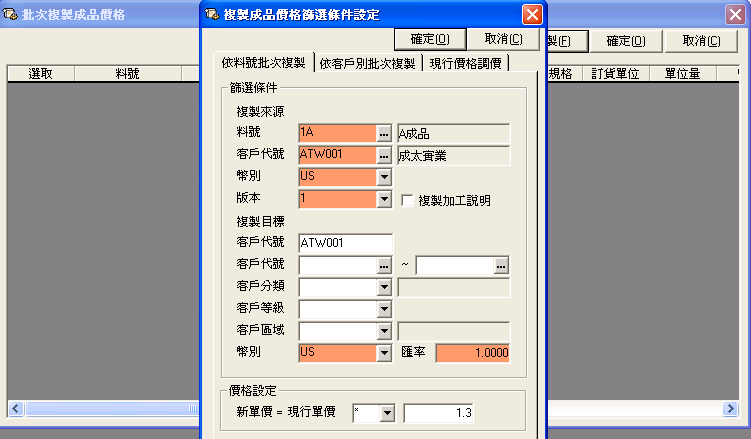 批次複製成品價格
複製成品價格篩選條件設定
確定(O) 取消(C)
製(F) 確定(O) 取消(C)
依料號批次複製 依客戶別批次複製 現行價格調價
選取 料號 規格 訂貨單位 單位量
篩選條件
複製來源
料號 1A ... A成品
客戶代號 ATW001 ... 成太實業
幣別 US
版本 1 複製加工說明
複製目標
客戶代號 ATW001
客戶代號 ... ~ ...
客戶分類
客戶等級
客戶區域
幣別 US 匯率 1.0000
價格設定
新單價 = 現行單價 * 1.3